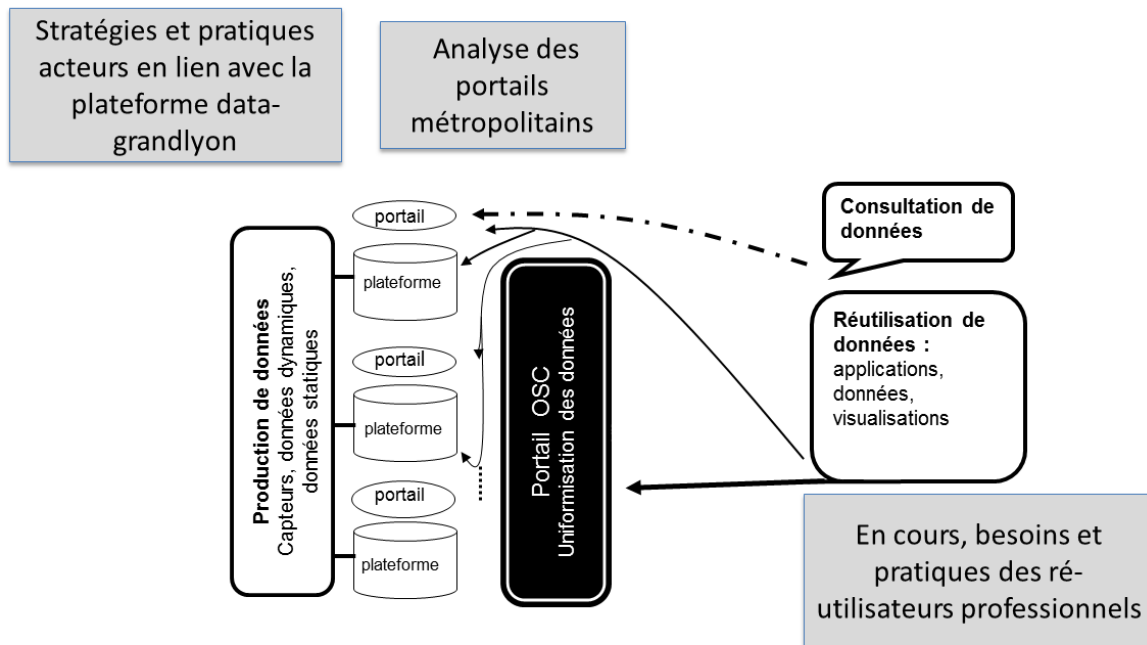 Stratégies et pratiques
acteurs en lien avec la
plateforme data-
grandlyon
Analyse des
portails
métropolitains
Production de données
Capteurs, données dynamiques,
données statiques
portail
plateforme
portail
plateforme
portail
plateforme
Portail OSC
Uniformisation des données
Consultation de
données
Réutilisation de
données :
applications,
données,
visualisations
En cours, besoins et
pratiques des ré-
utilisateurs professionnels